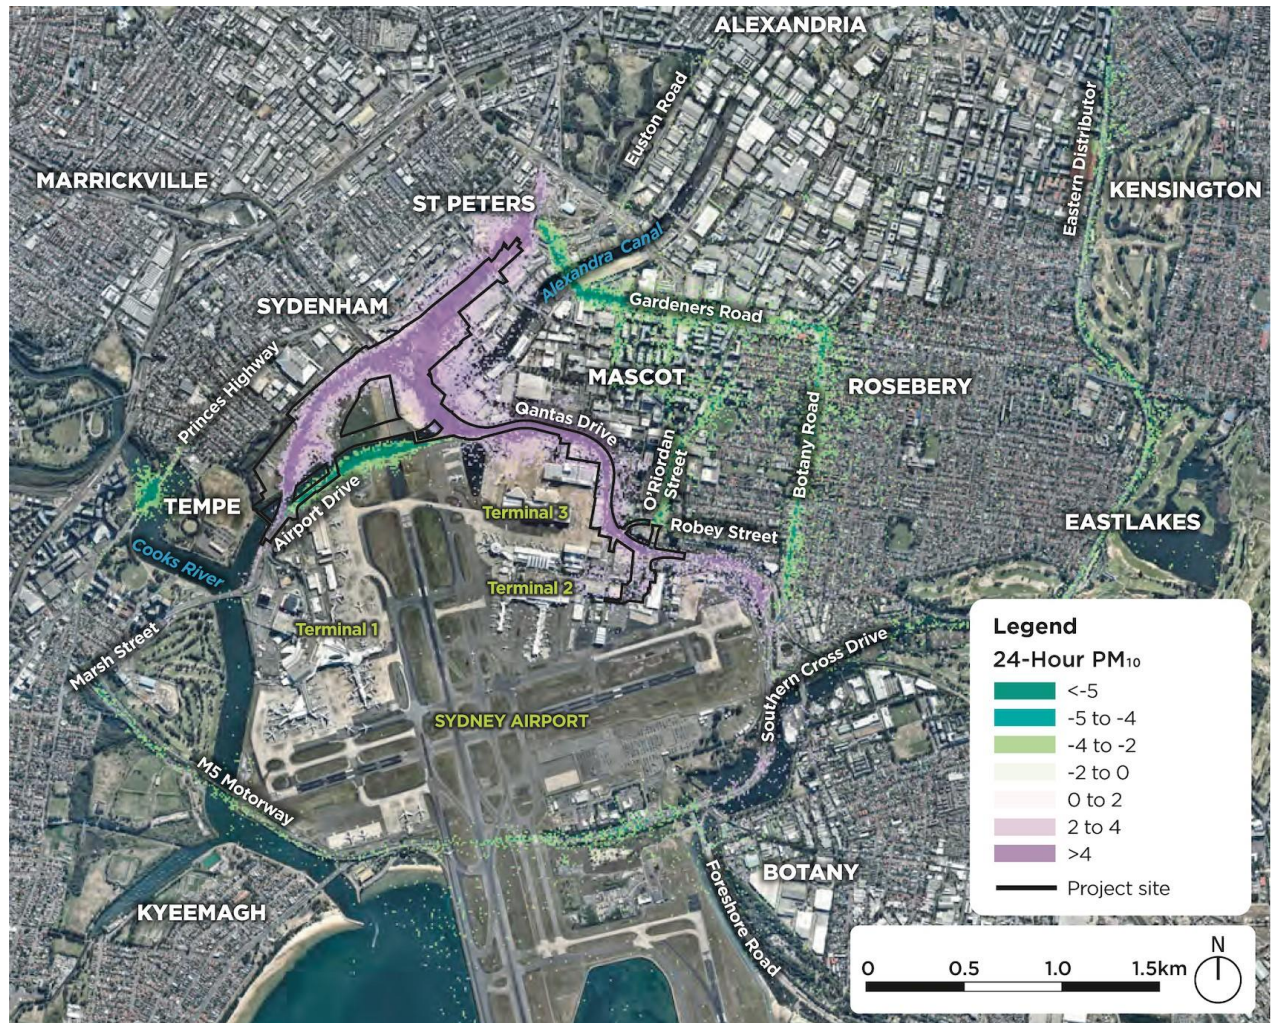 ALEXANDRIA
Euston Road
Eastern Distributor
MARRICKVILLE
KENSINGTON
ST PETERS
Alexandra Canal
SYDENHAM
Gardeners Road
Princes Highway
MASCOT
ROSEBERY
Qantas Drive
Botany Road
O'Riordan
Street
TEMPE
Airport Drive
Terminal 3
Robey Street
EASTLAKES
Cooks River
Terminal 2
Terminal 1
Marsh Street
Southern Cross Drive
SYDNEY AIRPORT
M5 Motorway
BOTANY
Foreshore Road
KYEEMAGH
Legend
24-Hour PM10
<-5
-5 to -4
-4 to -2
-2 to 0
0 to 2
2 to 4
>4
Project site
N
0 0.5 1.0 1.5km